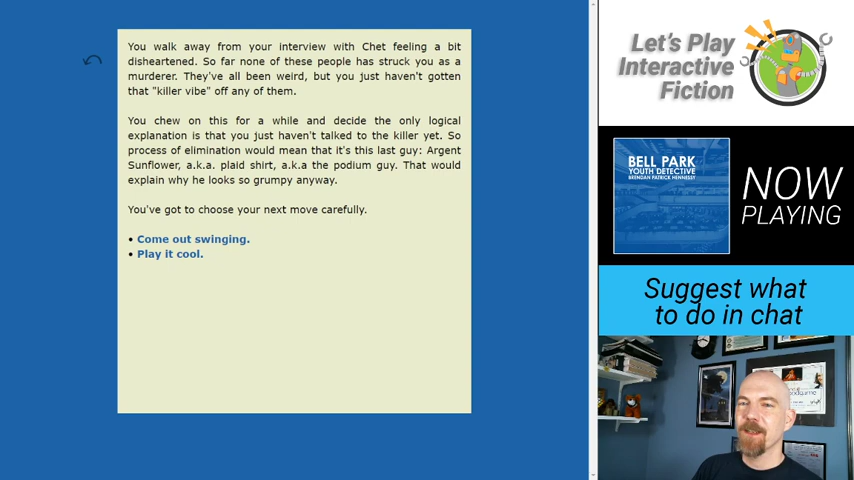 You walk away from your interview with Chet feeling a bit
disheartened. So far none of these people has struck you as a
murderer. They've all been weird, but you just haven't gotten
that "killer vibe" off any of them.
You chew on this for a while and decide the only logical
explanation is that you just haven't talked to the killer yet. So
process of elimination would mean that it's this last guy: Argent
Sunflower, a.k.a. plaid shirt, a.k.a the podium guy. That would
explain why he looks so grumpy anyway.
You've got to choose your next move carefully.
• Come out swinging.
• Play it cool.
Let's Play
Interactive
Fiction
BELL PARK
YOUTH DETECTIVE
BRENDAN PATRICK HENNESSY
NOW
PLAYING
Suggest what
to do in chat